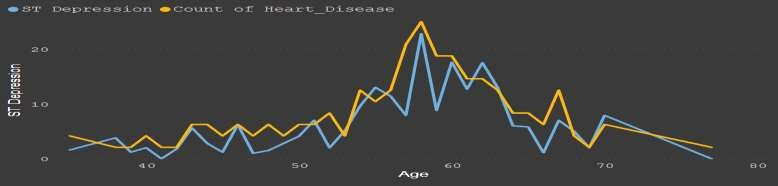 ST Depression Count of Heart_Disease
20
10
0
ST Depression
40 50 60 70 80
Age